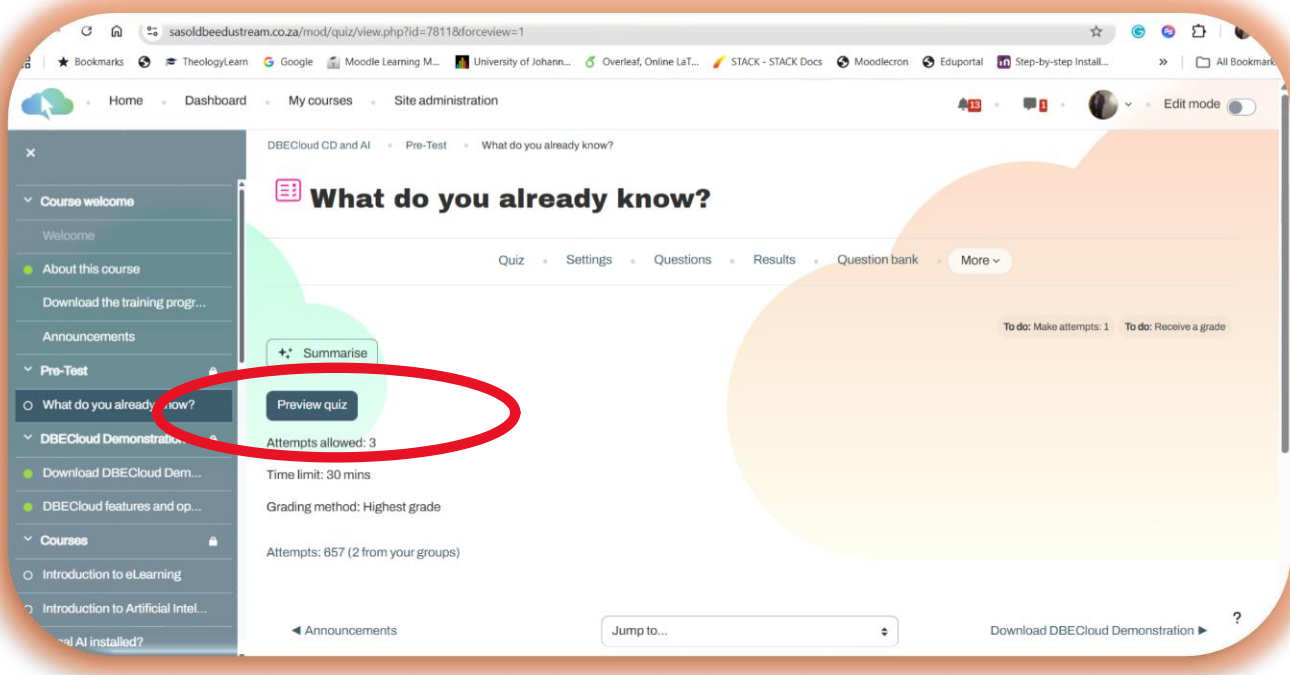 sasoldbeedustream.co.za/mod/quiz/view.php?id=7811&forceview=1
Bookmarks TheologyLearn Google Moodle Learning M... University of Johann... Overleaf, Online LaT... STACK - STACK Docs Moodlecron Eduportal Step-by-step Install... » All Bookmark
Home Dashboard My courses Site administration 13 1 Edit mode
DBECloud CD and AI Pre-Test What do you already know?
What do you already know?
Quiz Settings Questions Results Question bank More
To do: Make attempts: 1 To do: Receive a grade
Summarise
Preview quiz
Attempts allowed: 3
Time limit: 30 mins
Grading method: Highest grade
Attempts: 657 (2 from your groups)
◄ Announcements
Jump to...
Download DBECloud Demonstration ►
?
Course welcome
Welcome
About this course
Download the training progr...
Announcements
Pre-Test
What do you already know?
DBECloud Demonstration
Download DBECloud Dem...
DBECloud features and op...
Courses
Introduction to eLearning
Introduction to Artificial Intel...
AI installed?